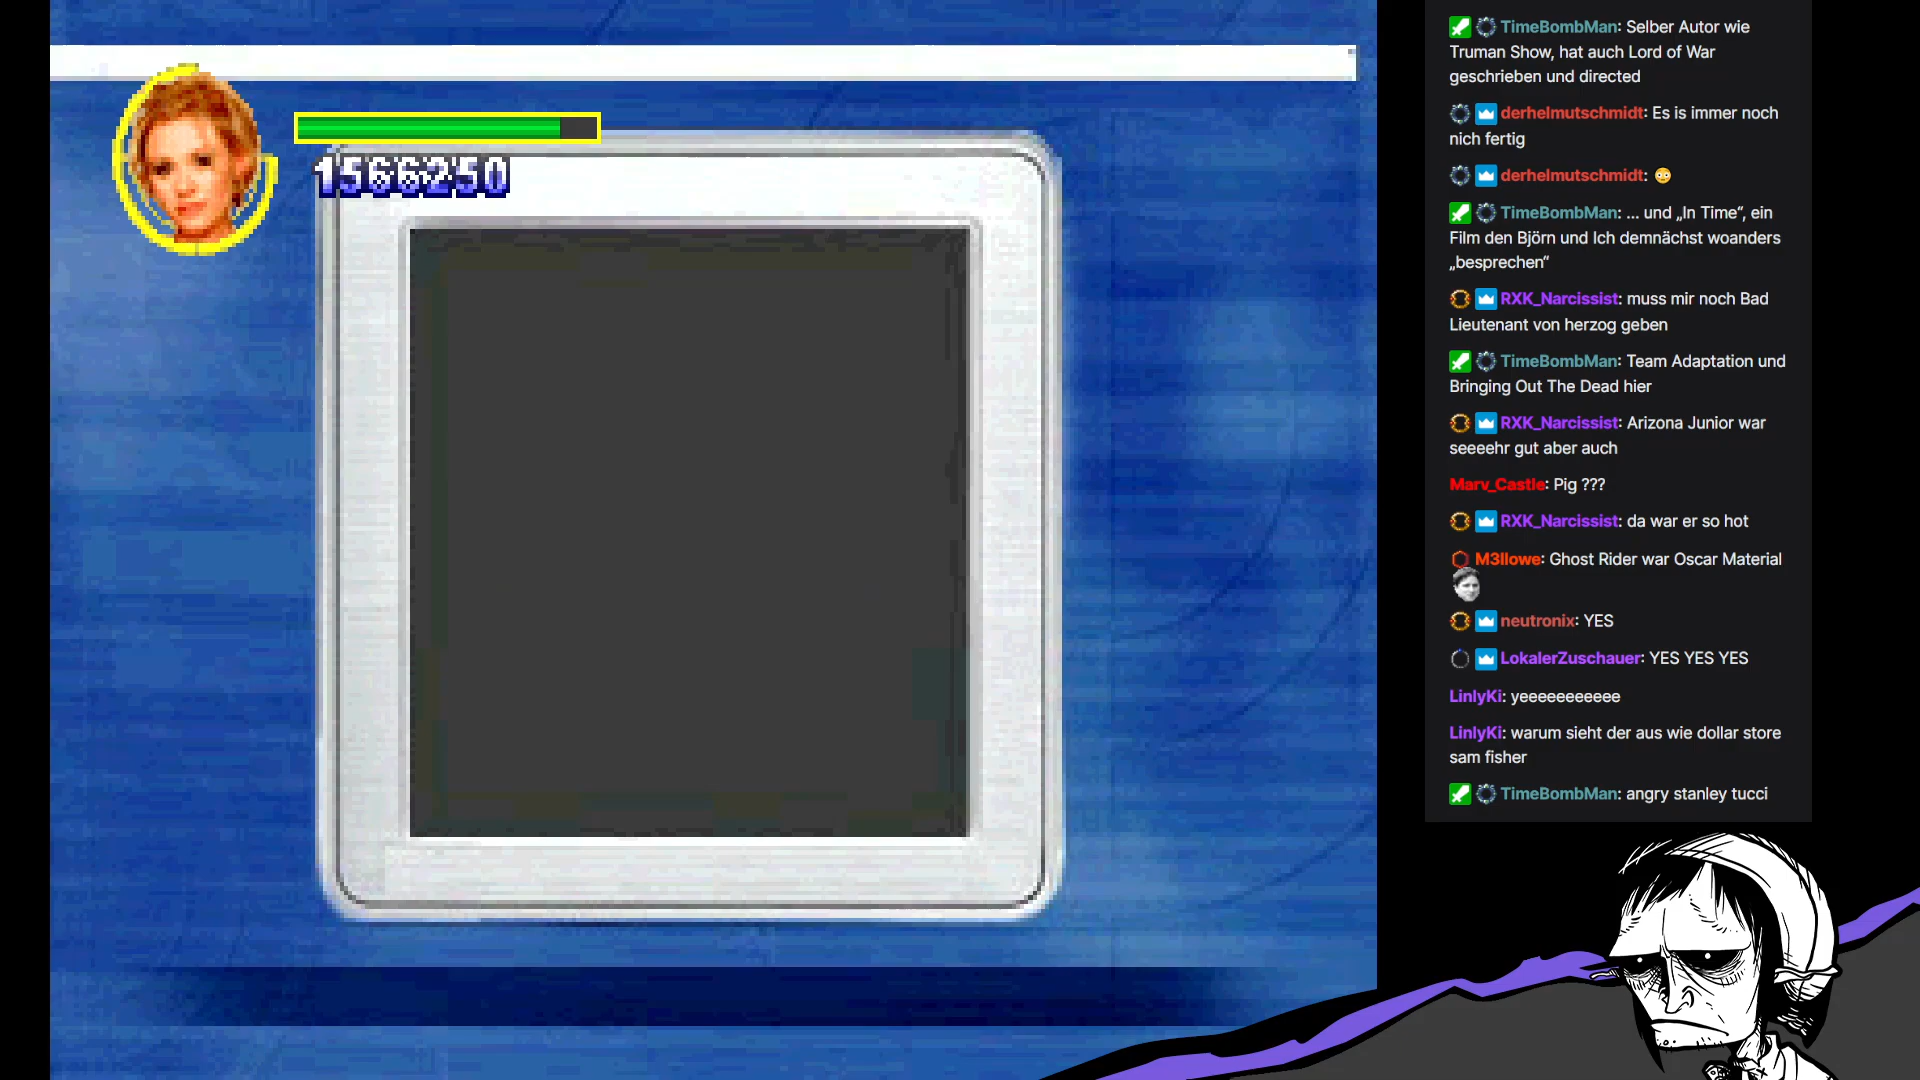 1566250
TimeBombMan: Selber Autor wie
Truman Show, hat auch Lord of War
geschrieben und directed
derhelmutschmidt: Es is immer noch
nich fertig
derhelmutschmidt: 😳
TimeBombMan: ... und „In Time“, ein
Film den Björn und Ich demnächst woanders
„besprechen“
RXK_Narcissist: muss mir noch Bad
Lieutenant von herzog geben
TimeBombMan: Team Adaptation und
Bringing Out The Dead hier
RXK_Narcissist: Arizona Junior war
seeeehr gut aber auch
Marv_Castle: Pig ???
RXK_Narcissist: da war er so hot
M3llowe: Ghost Rider war Oscar Material
neutronix: YES
LokalerZuschauer: YES YES YES
LinlyKi: yeeeeeeeeeee
LinlyKi: warum sieht der aus wie dollar store
sam fisher
TimeBombMan: angry stanley tucci